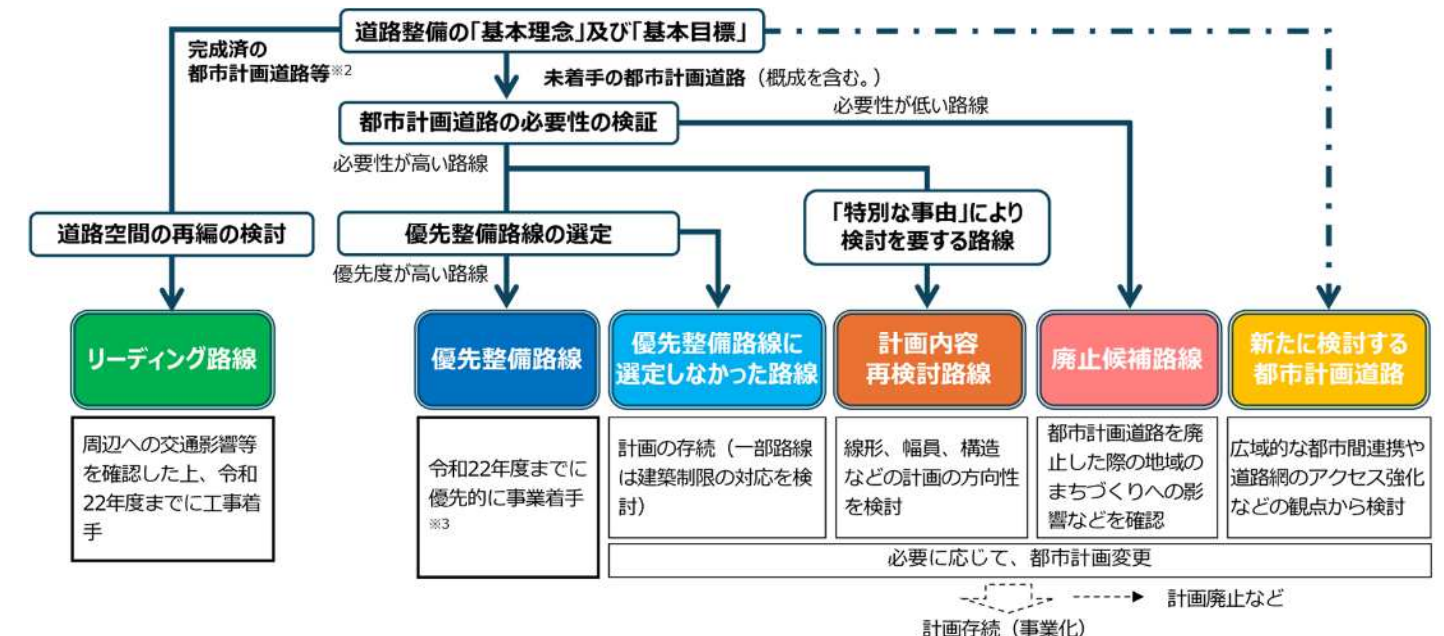 道路整備の「基本理念」及び「基本目標」
完成済の
都市計画道路等※2
未着手の都市計画道路（概成を含む。）
必要性が低い路線
都市計画道路の必要性の検証
必要性が高い路線
道路空間の再編の検討
優先整備路線の選定
「特別な事由」により
検討を要する路線
優先度が高い路線
リーディング路線
優先整備路線
優先整備路線に
選定しなかった路線
計画内容
再検討路線
廃止候補路線
新たに検討する
都市計画道路
周辺への交通影響等
を確認した上、令和
22年度までに工事着
手
令和22年度までに
優先的に事業着手
※3
計画の存続（一部路線
は建築制限の対応を検
討）
線形、幅員、構造
などの計画の方向性
を検討
都市計画道路を廃
止した際の地域の
まちづくりへの影
響などを確認
広域的な都市間連携や
道路網のアクセス強化
などの観点から検討
必要に応じて、都市計画変更
計画廃止など
計画存続（事業化）